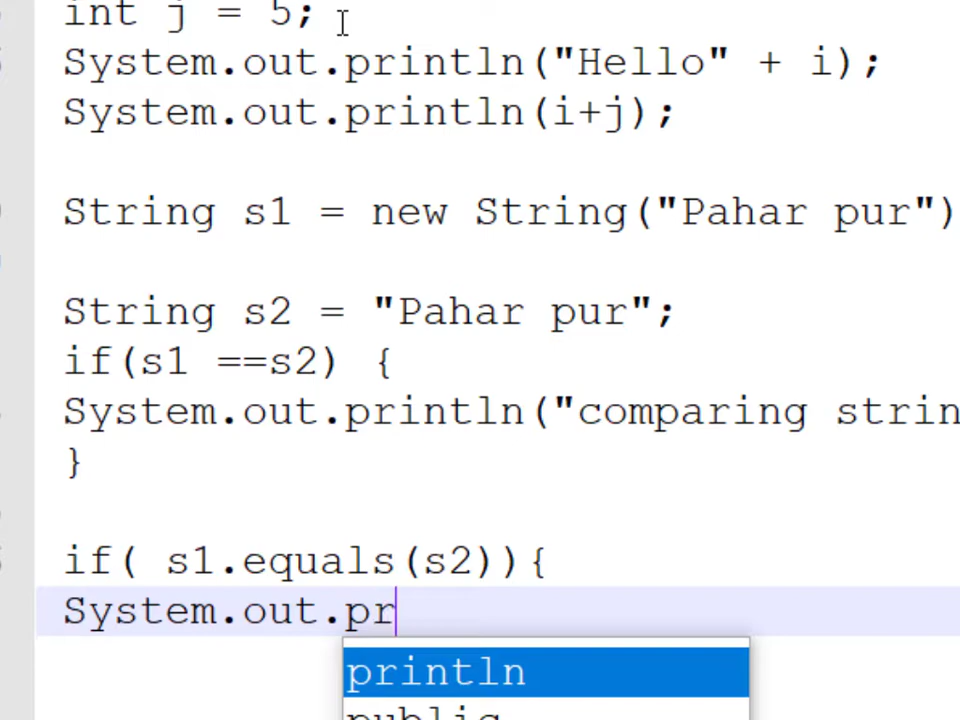 int j = 5;
System.out.println("Hello" + i);
System.out.println(i+j);
String s1 = new String("Pahar pur")
String s2 = "Pahar pur";
if(s1 ==s2) {
System.out.println("comparing strin
}
if( s1.equals(s2)){
System.out.pr
println
public